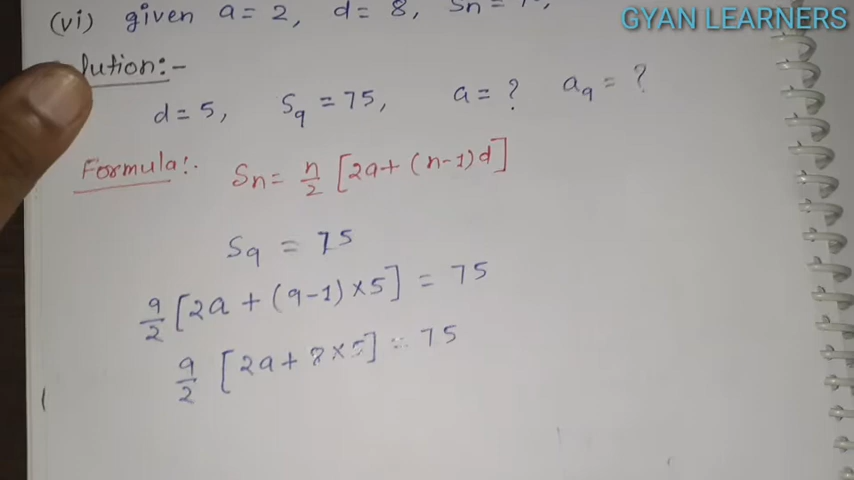 (vi) given a = 2, d = 8, Sn =
GYAN LEARNERS
lution:-
d = 5, S9 = 75, a = ? a9 = ?
Formula:- Sn = n/2 [2a + (n-1)d]
S9 = 75
9/2 [2a + (9-1)×5] = 75
9/2 [2a + 8×5] = 75